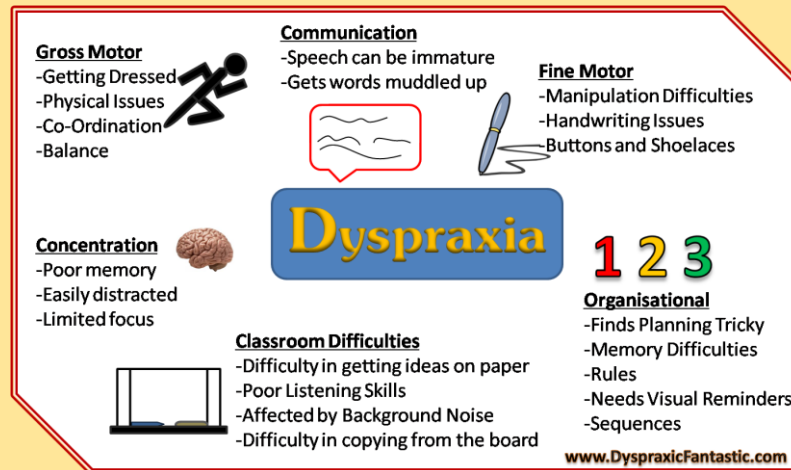 Gross Motor
-Getting Dressed
-Physical Issues
-Co-Ordination
-Balance
Communication
-Speech can be immature
-Gets words muddled up
Fine Motor
-Manipulation Difficulties
-Handwriting Issues
-Buttons and Shoelaces
Dyspraxia
Concentration
-Poor memory
-Easily distracted
-Limited focus
1 2 3
Organisational
-Finds Planning Tricky
-Memory Difficulties
-Rules
-Needs Visual Reminders
-Sequences
Classroom Difficulties
-Difficulty in getting ideas on paper
-Poor Listening Skills
-Affected by Background Noise
-Difficulty in copying from the board
www.DyspraxicFantastic.com